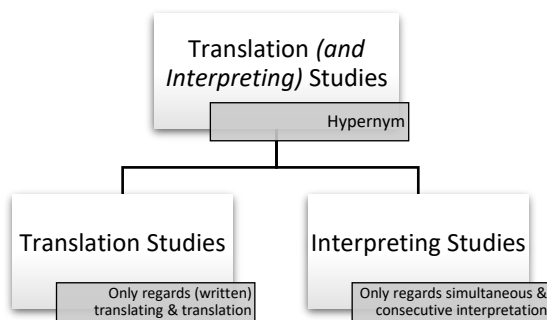 Translation (and
Interpreting) Studies
Hypernym
Translation Studies
Only regards (written)
translating & translation
Interpreting Studies
Only regards simultaneous &
consecutive interpretation